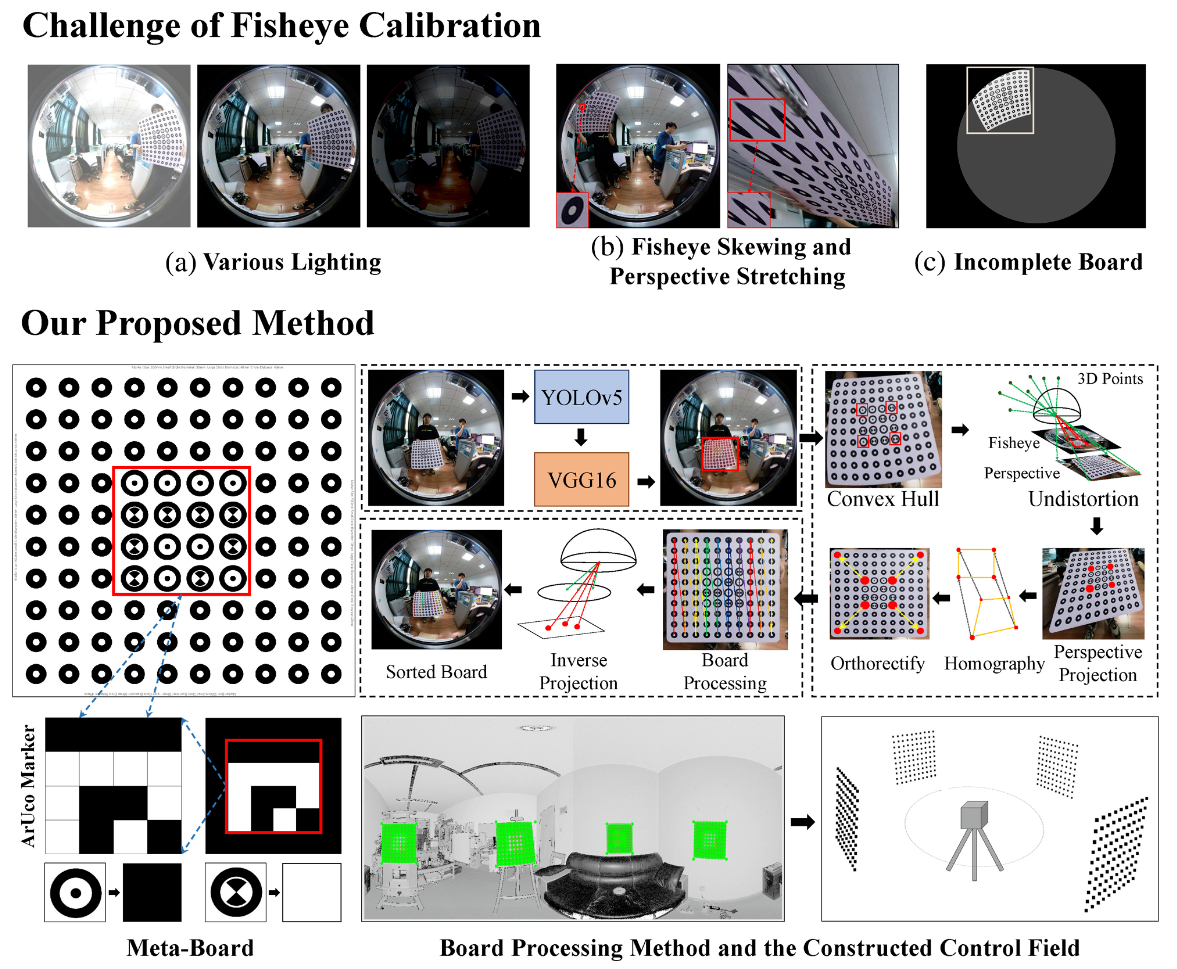 Challenge of Fisheye Calibration
(a) Various Lighting
(b) Fisheye Skewing and
Perspective Stretching
(c) Incomplete Board
Our Proposed Method
YOLOv5
VGG16
Convex Hull
3D Points
Fisheye
Perspective
Undistortion
Sorted Board
Inverse
Projection
Board
Processing
Orthorectify
Homography
Perspective
Projection
ArUco Marker
Meta-Board
Board Processing Method and the Constructed Control Field